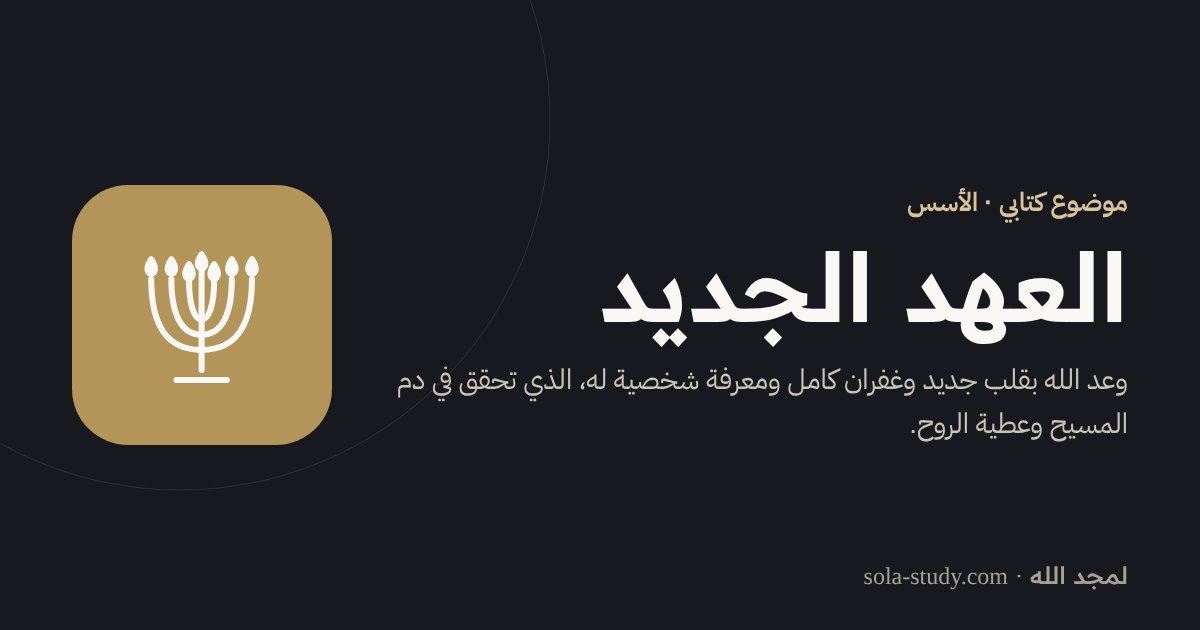 موضوع كتابي · الأسس
العهد الجديد
وعد الله بقلب جديد وغفران كامل ومعرفة شخصية له، الذي تحقق في دم
المسيح وعطية الروح.
لمجد الله · sola-study.com